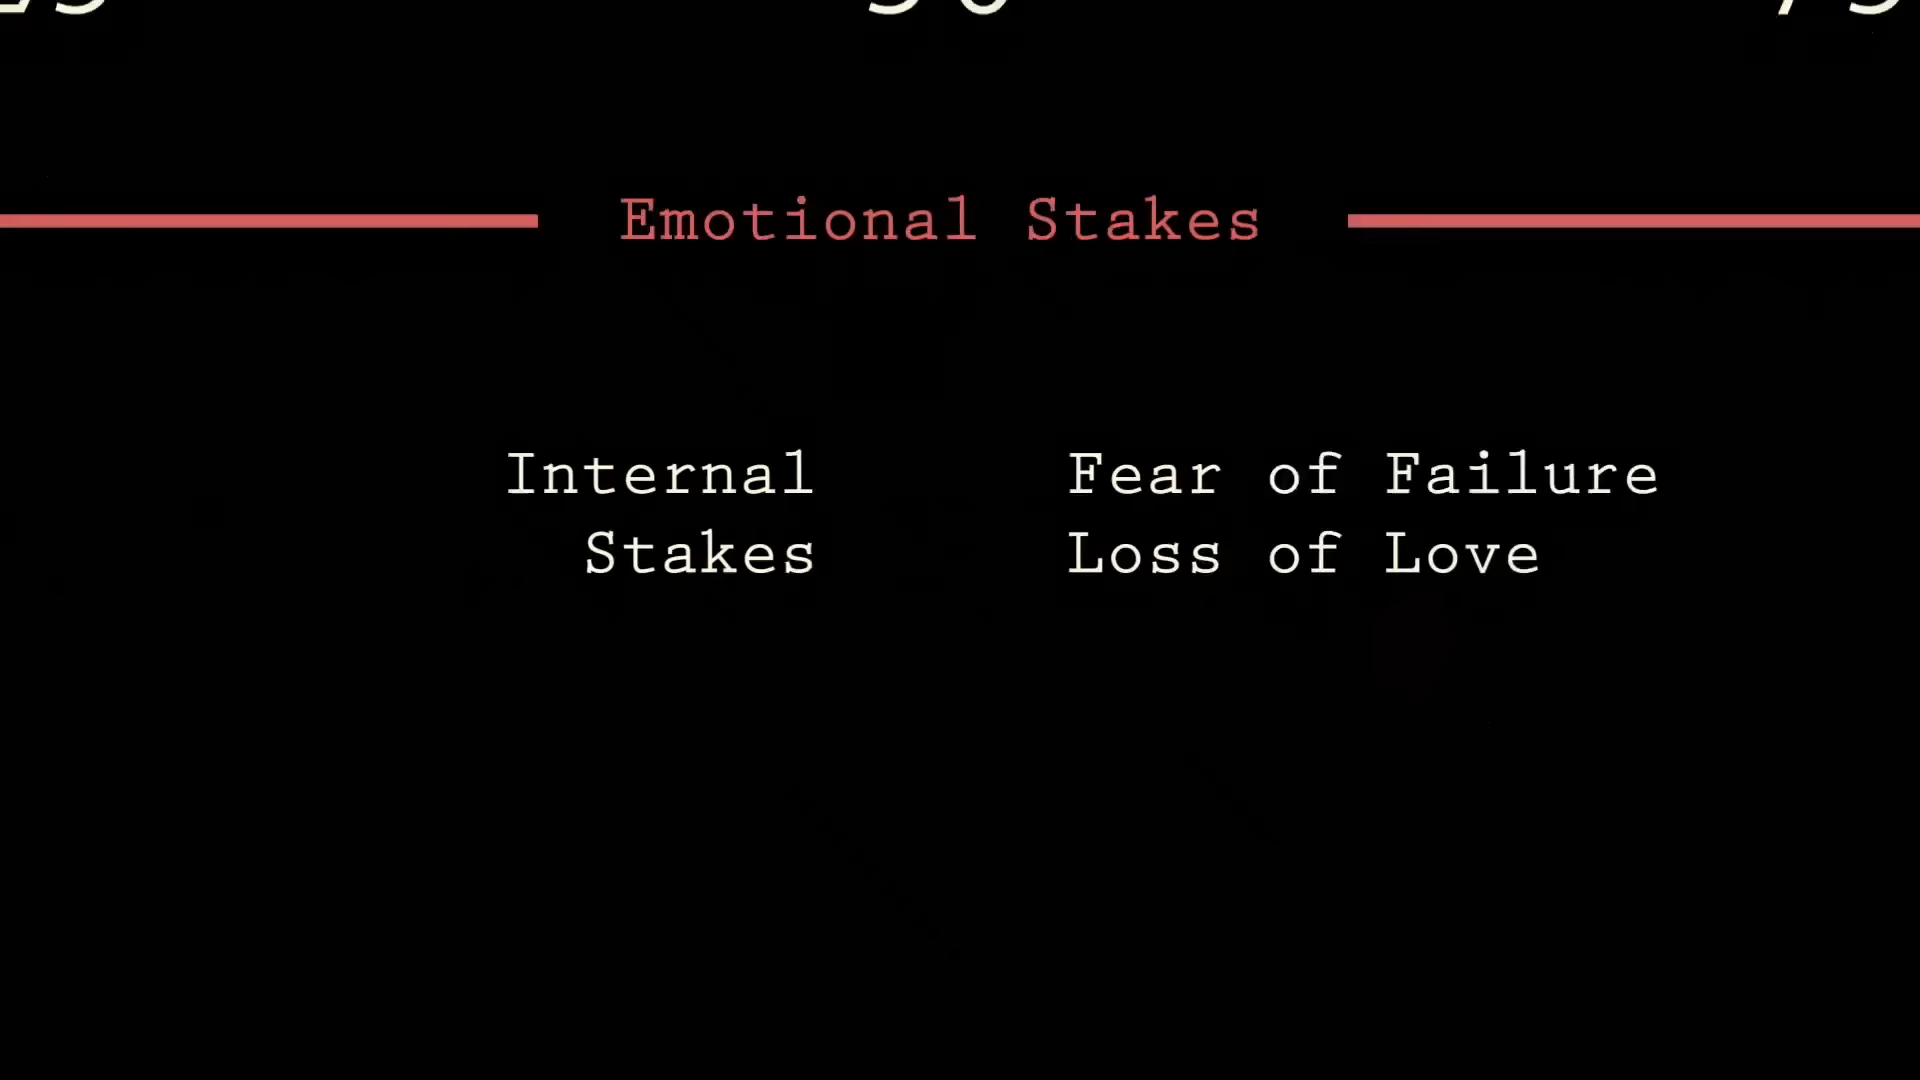 Emotional Stakes
Internal
Stakes
Fear of Failure
Loss of Love